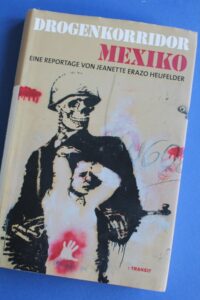 DROGENKORRIDOR
MEXIKO
EINE REPORTAGE VON JEANETTE ERAZO HEUFELDER
: TRANSIT